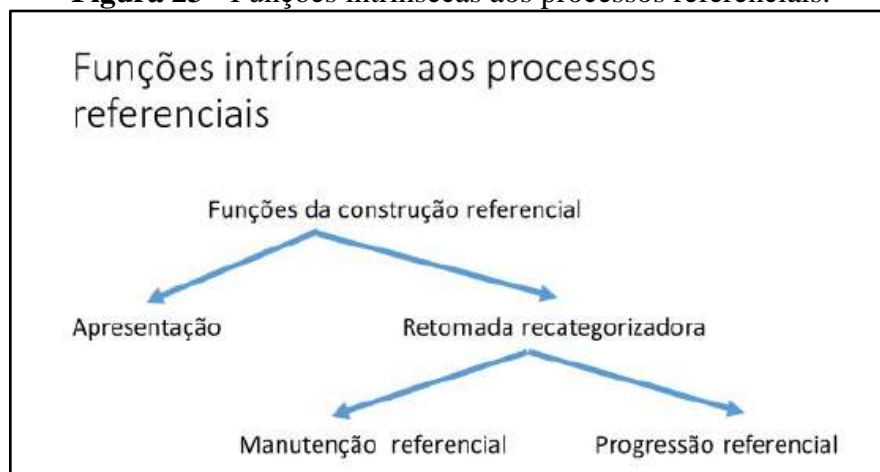 Figura 25 - Funções intrínsecas aos processos referenciais.
Funções intrínsecas aos processos
referenciais
Funções da construção referencial
Apresentação
Retomada recategorizadora
Manutenção referencial
Progressão referencial